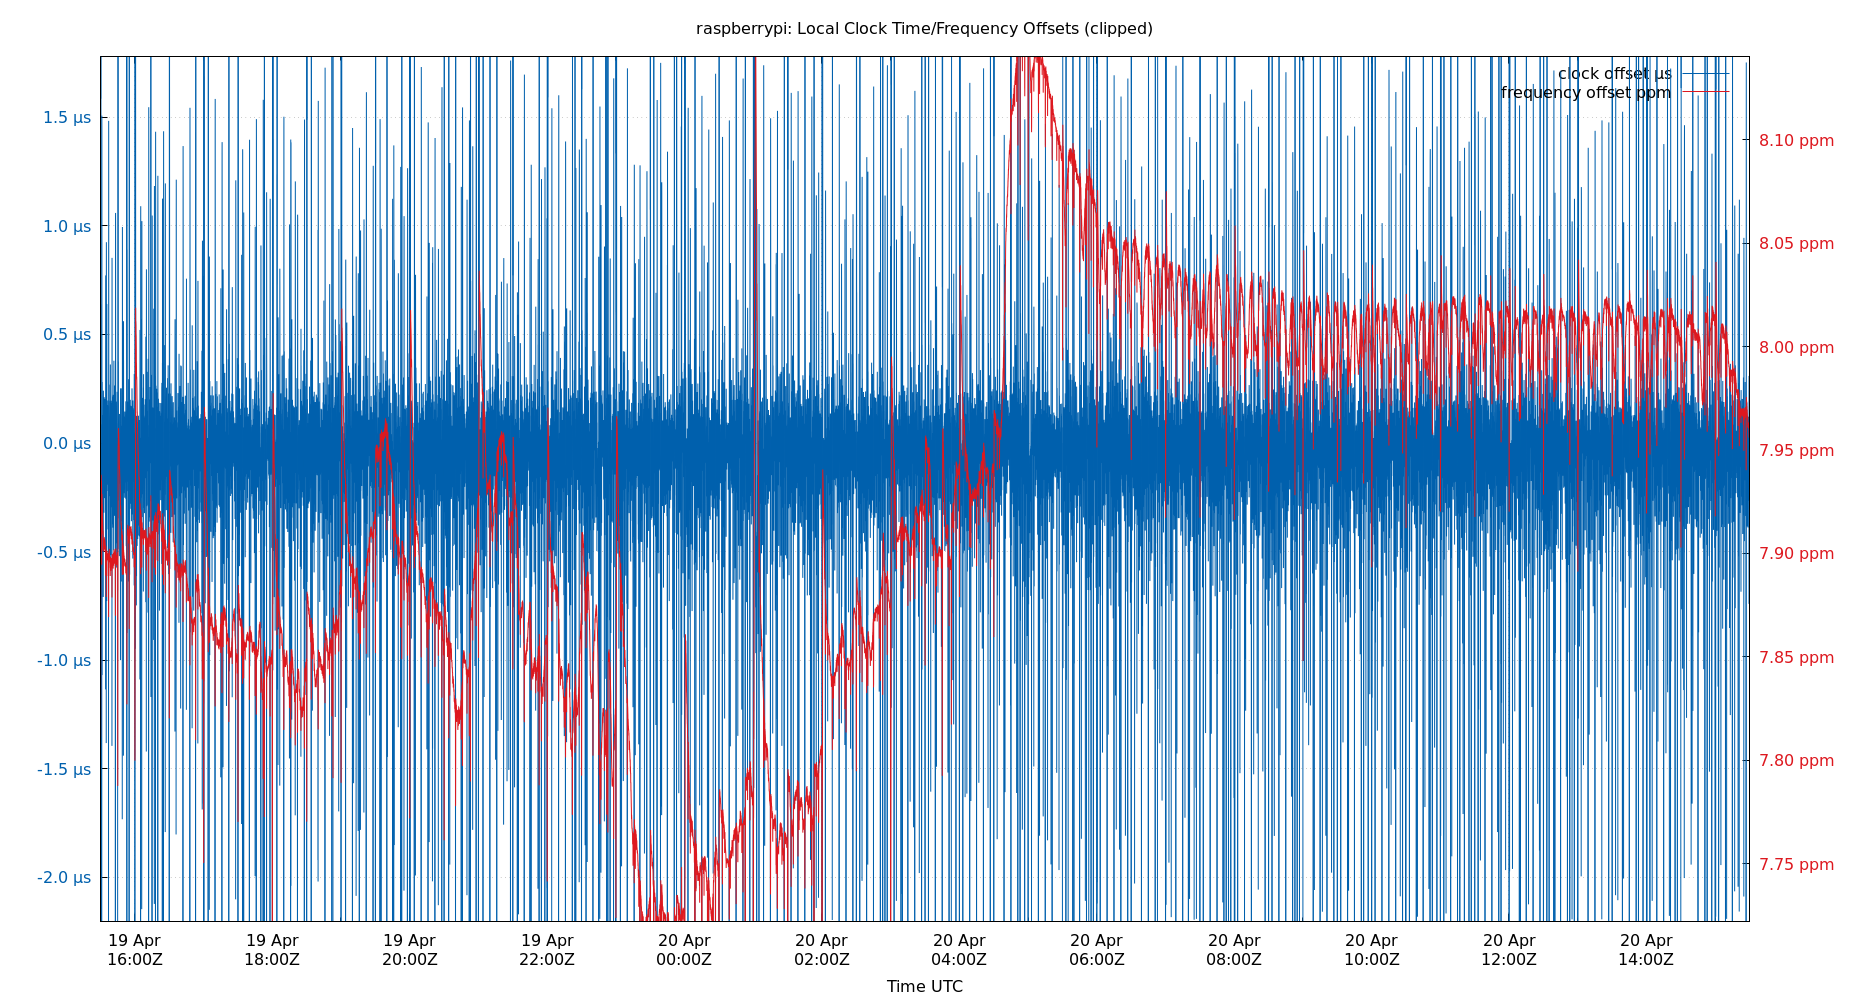 raspberrypi: Local Clock Time/Frequency Offsets (clipped)
clock offset µs
frequency offset ppm
1.5 µs
1.0 µs
0.5 µs
0.0 µs
-0.5 µs
-1.0 µs
-1.5 µs
-2.0 µs
8.10 ppm
8.05 ppm
8.00 ppm
7.95 ppm
7.90 ppm
7.85 ppm
7.80 ppm
7.75 ppm
19 Apr 19 Apr 19 Apr 19 Apr 20 Apr 20 Apr 20 Apr 20 Apr 20 Apr 20 Apr 20 Apr 20 Apr
16:00Z 18:00Z 20:00Z 22:00Z 00:00Z 02:00Z 04:00Z 06:00Z 08:00Z 10:00Z 12:00Z 14:00Z
Time UTC